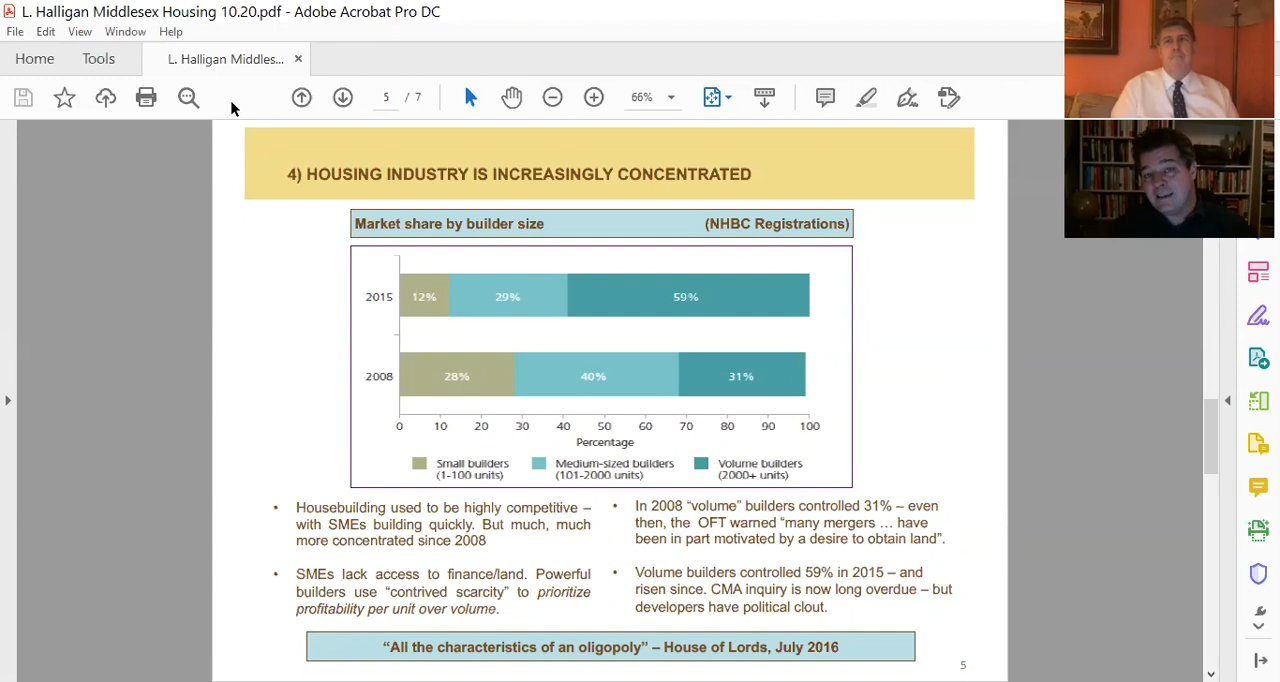 L. Halligan Middlesex Housing 10.20.pdf - Adobe Acrobat Pro DC
File Edit View Window Help
Home Tools L. Halligan Middles... ×
5 / 7 66%
4) HOUSING INDUSTRY IS INCREASINGLY CONCENTRATED
Market share by builder size (NHBC Registrations)
2015 12% 29% 59%
2008 28% 40% 31%
0 10 20 30 40 50 60 70 80 90 100
Percentage
Small builders Medium-sized builders Volume builders
(1-100 units) (101-2000 units) (2000+ units)
• Housebuilding used to be highly competitive –
with SMEs building quickly. But much, much
more concentrated since 2008
• SMEs lack access to finance/land. Powerful
builders use “contrived scarcity” to prioritize
profitability per unit over volume.
• In 2008 “volume” builders controlled 31% – even
then, the OFT warned “many mergers … have
been in part motivated by a desire to obtain land”.
• Volume builders controlled 59% in 2015 – and
risen since. CMA inquiry is now long overdue – but
developers have political clout.
“All the characteristics of an oligopoly” – House of Lords, July 2016
5